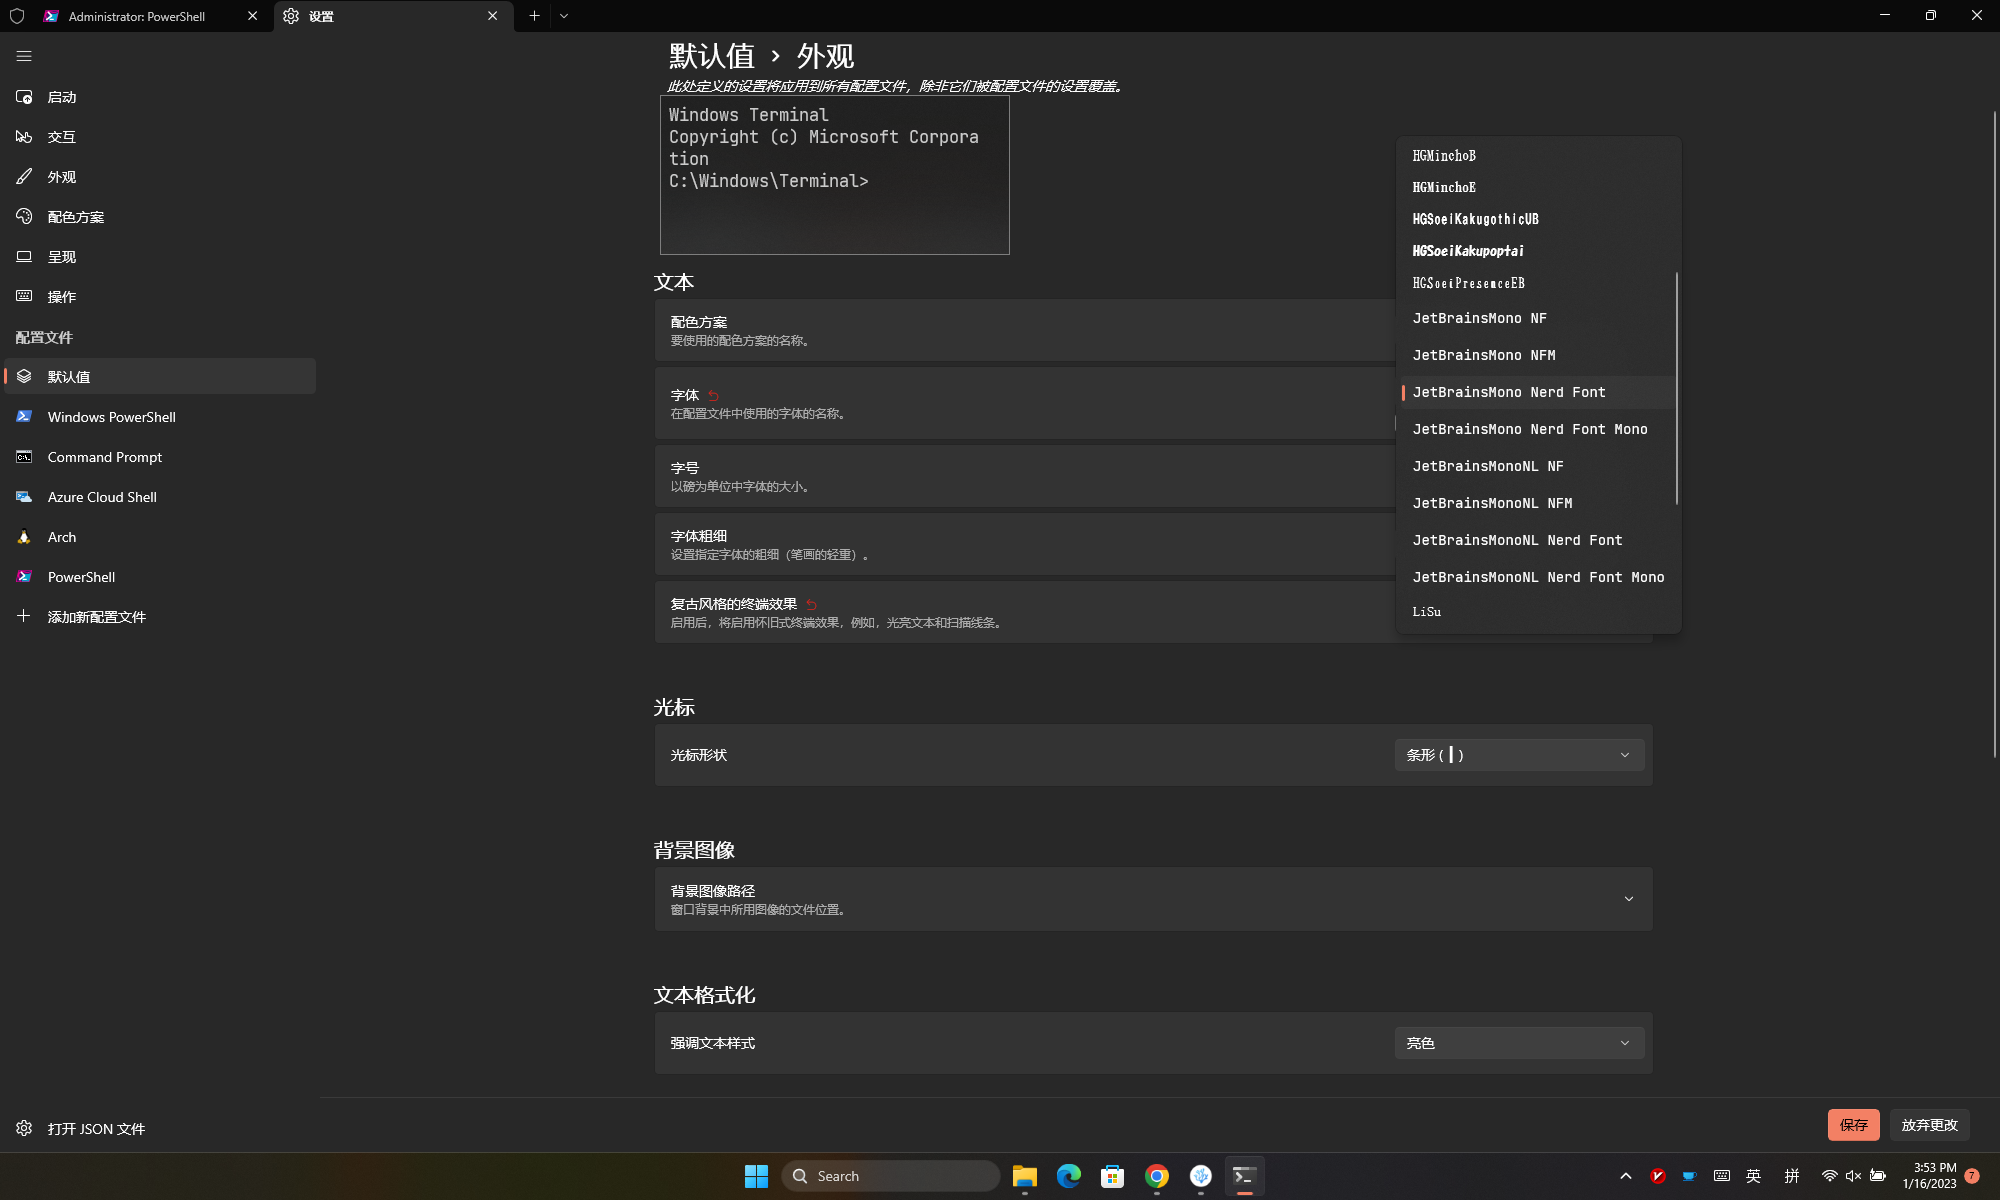 Administrator: PowerShell
设置
启动
交互
外观
配色方案
呈现
操作
配置文件
默认值
Windows PowerShell
Command Prompt
Azure Cloud Shell
Arch
PowerShell
添加新配置文件
打开 JSON 文件
默认值 › 外观
此处定义的设置将应用到所有配置文件，除非它们被配置文件的设置覆盖。
Windows Terminal
Copyright (c) Microsoft Corpora
tion
C:\Windows\Terminal>
文本
配色方案
要使用的配色方案的名称。
字体
在配置文件中使用的字体的名称。
字号
以磅为单位中字体的大小。
字体粗细
设置指定字体的粗细（笔画的轻重）。
复古风格的终端效果
启用后，将启用怀旧式终端效果，例如，光亮文本和扫描线条。
HGMinchoB
HGMinchoE
HGSoeiKakugothicUB
HGSoeiKakupoptai
HGSoeiPresenceEB
JetBrainsMono NF
JetBrainsMono NFM
JetBrainsMono Nerd Font
JetBrainsMono Nerd Font Mono
JetBrainsMonoNL NF
JetBrainsMonoNL NFM
JetBrainsMonoNL Nerd Font
JetBrainsMonoNL Nerd Font Mono
LiSu
光标
光标形状
条形 ( ┃ )
背景图像
背景图像路径
窗口背景中所用图像的文件位置。
文本格式化
强调文本样式
亮色
保存
放弃更改
Search
英
拼
3:53 PM
1/16/2023
7